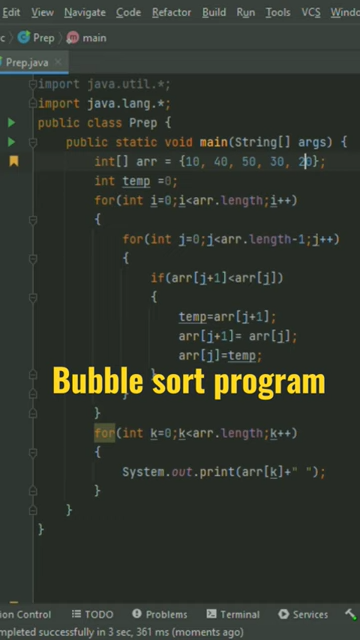 Edit View Navigate Code Refactor Build Run Tools VCS Window
c Prep main
Prep.java
import java.util.*;
import java.lang.*;
public class Prep {
public static void main(String[] args) {
int[] arr = {10, 40, 50, 30, 20};
int temp =0;
for(int i=0;i<arr.length;i++)
{
for(int j=0;j<arr.length-1;j++)
{
if(arr[j+1]<arr[j])
{
temp=arr[j+1];
arr[j+1]= arr[j];
arr[j]=temp;
}
Bubble sort program
}
}
for(int k=0;k<arr.length;k++)
{
System.out.print(arr[k]+" ");
}
}
}
ion Control TODO Problems Terminal Services
mpleted successfully in 3 sec, 361 ms (moments ago)